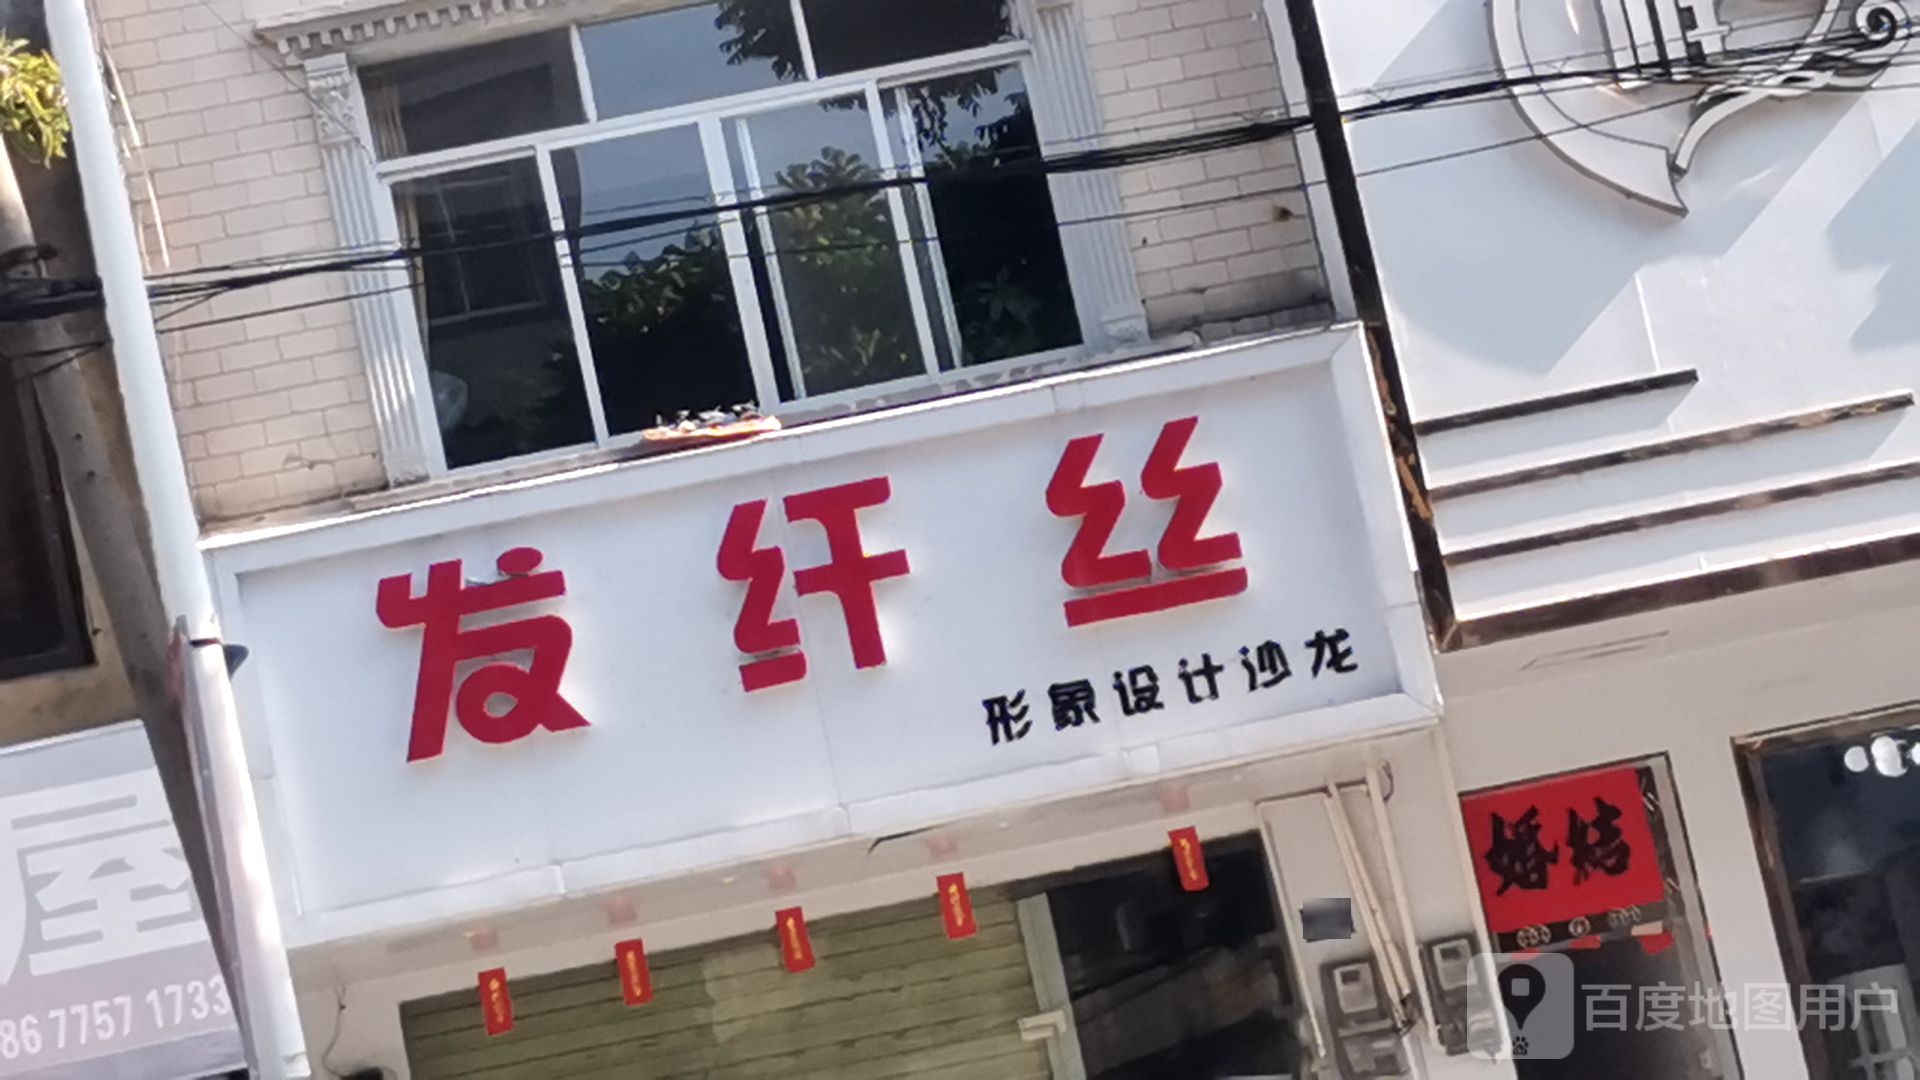 发纤丝
形象设计沙龙
婚结
屋
86 7757 1733
百度地图用户